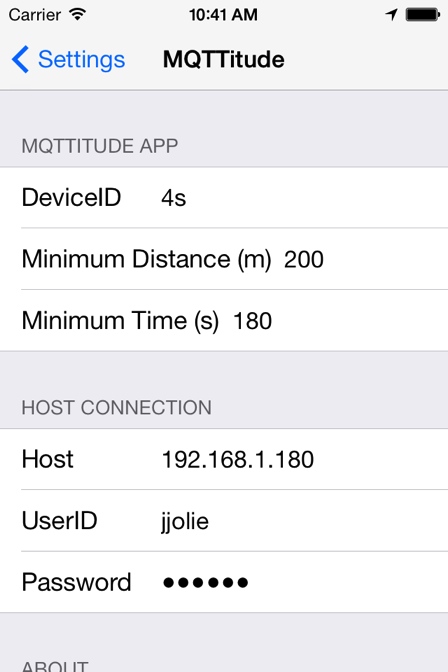 Carrier 10:41 AM
Settings MQTTitude
MQTTITUDE APP
DeviceID 4s
Minimum Distance (m) 200
Minimum Time (s) 180
HOST CONNECTION
Host 192.168.1.180
UserID jjolie
Password ●●●●●●
ABOUT